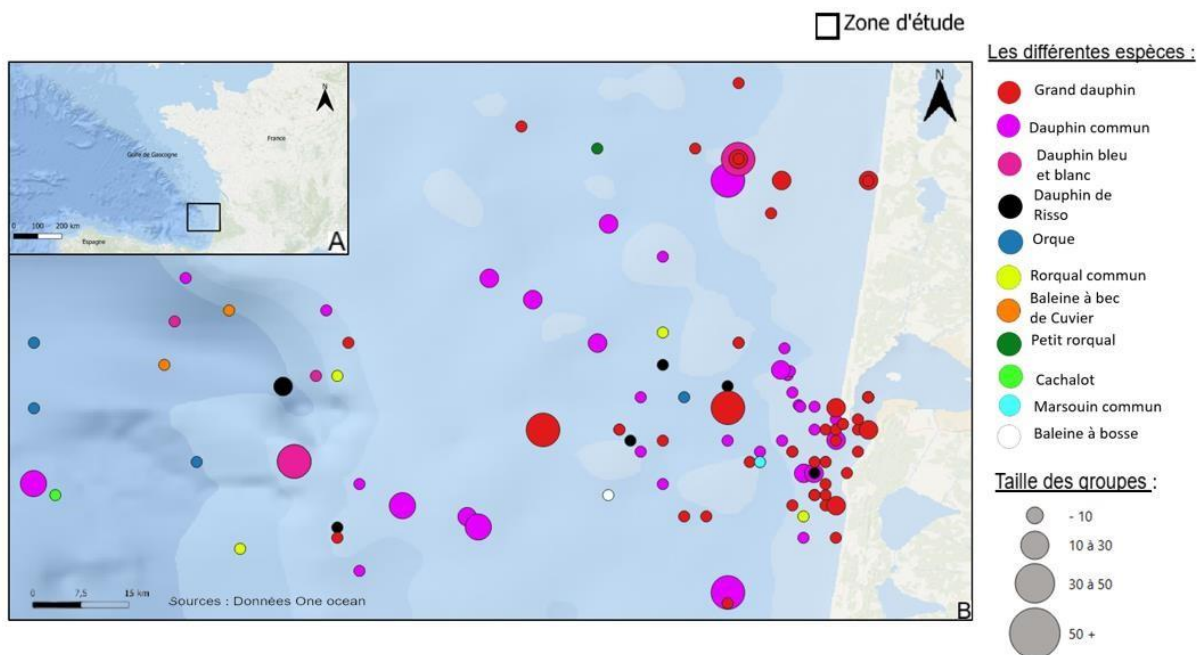 Zone d'étude
Les différentes espèces :
Grand dauphin
Dauphin commun
Dauphin bleu
et blanc
Dauphin de
Risso
Orque
Rorqual commun
Baleine à bec
de Cuvier
Petit rorqual
Cachalot
Marsouin commun
Baleine à bosse
Taille des groupes :
- 10
10 à 30
30 à 50
50 +
N
France
Golfe de Gascogne
0 100 200 km
Espagne
A
N
0 7,5 15 km
Sources : Données One ocean
B